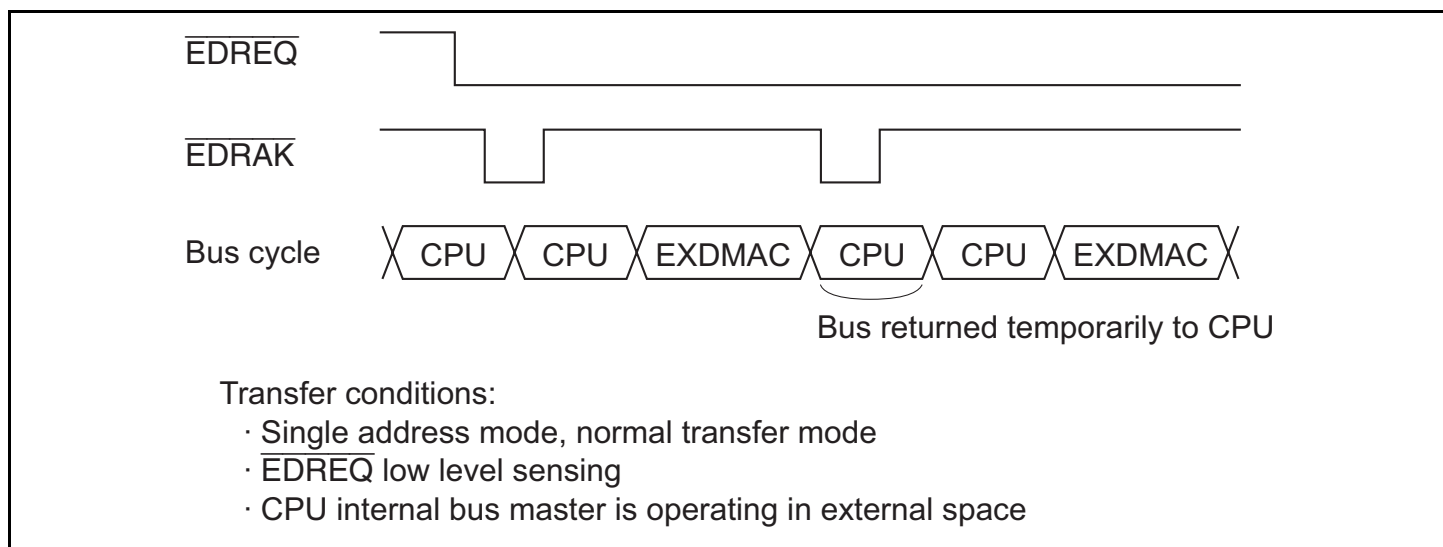 EDREQ
EDRAK
Bus cycle CPU CPU EXDMAC CPU CPU EXDMAC
Bus returned temporarily to CPU
Transfer conditions:
· Single address mode, normal transfer mode
· EDREQ low level sensing
· CPU internal bus master is operating in external space